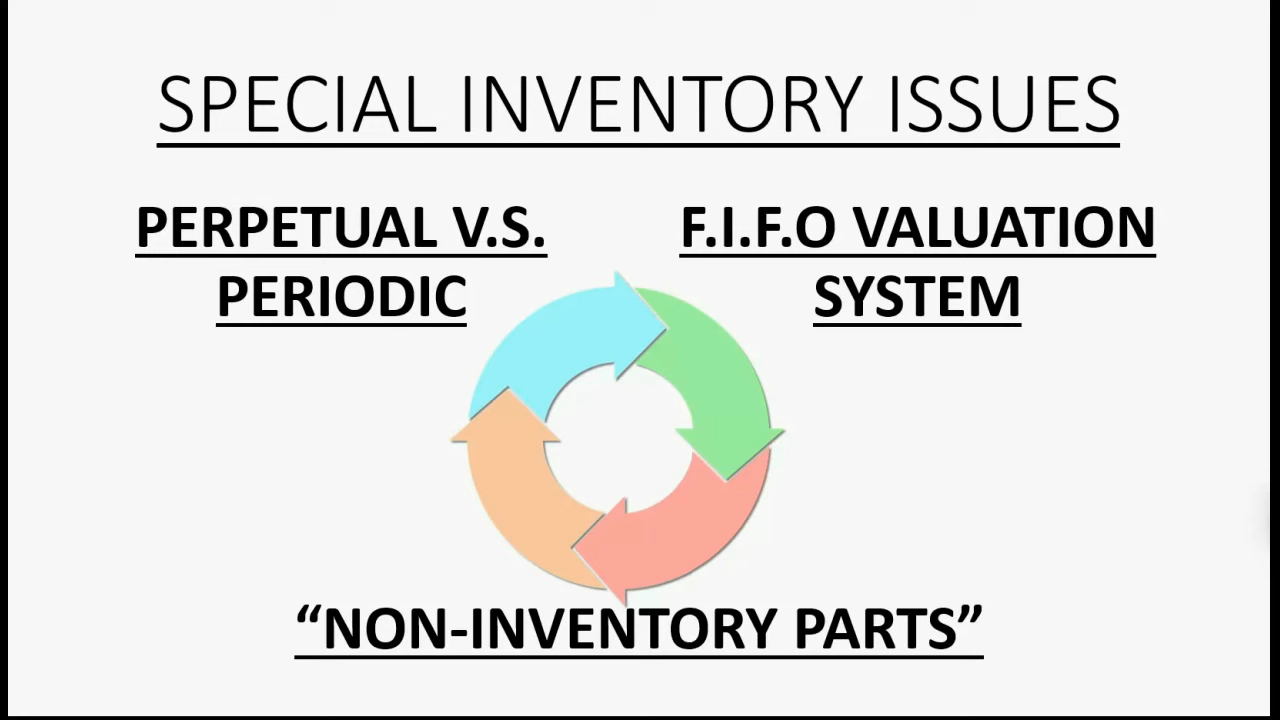 SPECIAL INVENTORY ISSUES
PERPETUAL V.S.
PERIODIC
F.I.F.O VALUATION
SYSTEM
“NON-INVENTORY PARTS”